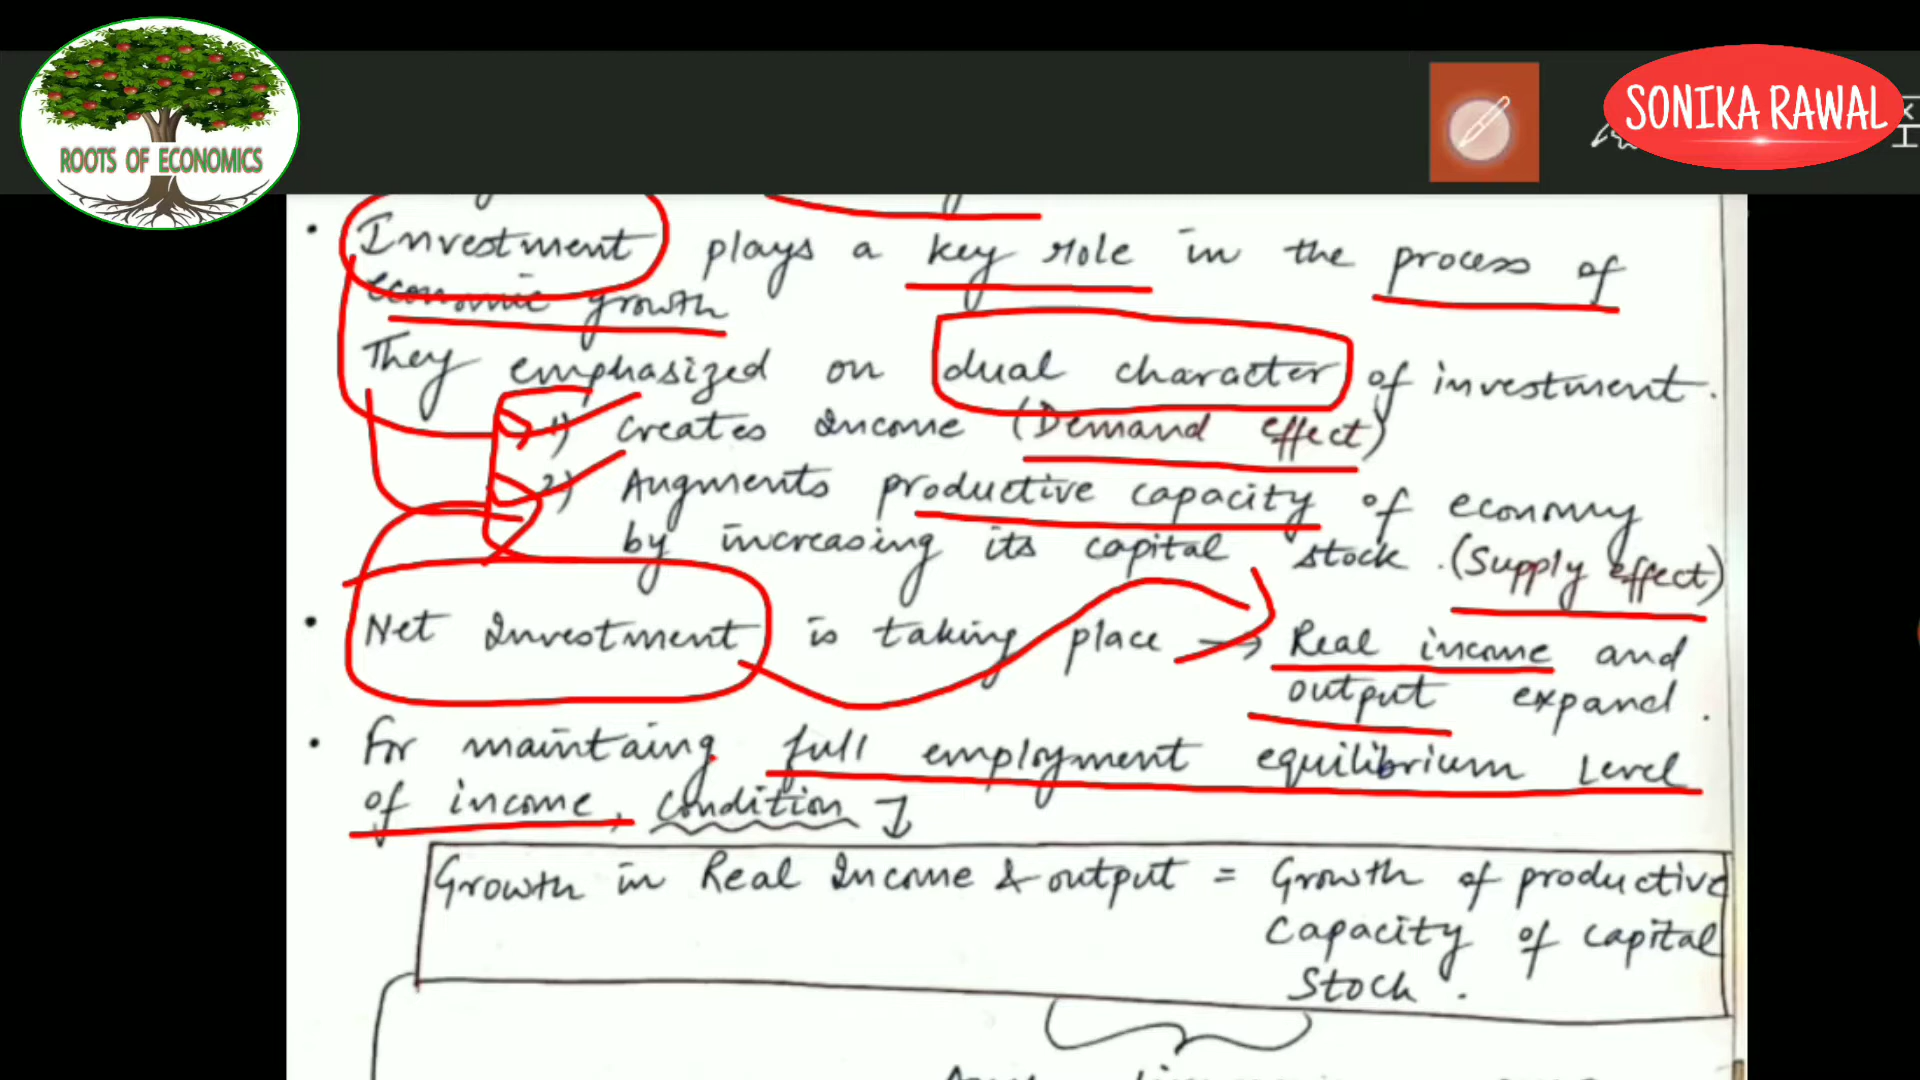 ROOTS OF ECONOMICS
SONIKA RAWAL
• Investment plays a key role in the process of
economic growth
They emphasized on dual character of investment.
1) Creates Income (Demand effect)
2) Augments productive capacity of economy
by increasing its capital stock. (Supply effect)
• Net Investment is taking place → Real income and
output expand.
• For maintaing full employment equilibrium level
of income, Condition ↓
Growth in Real Income & output = Growth of productive
Capacity of capital
Stock.